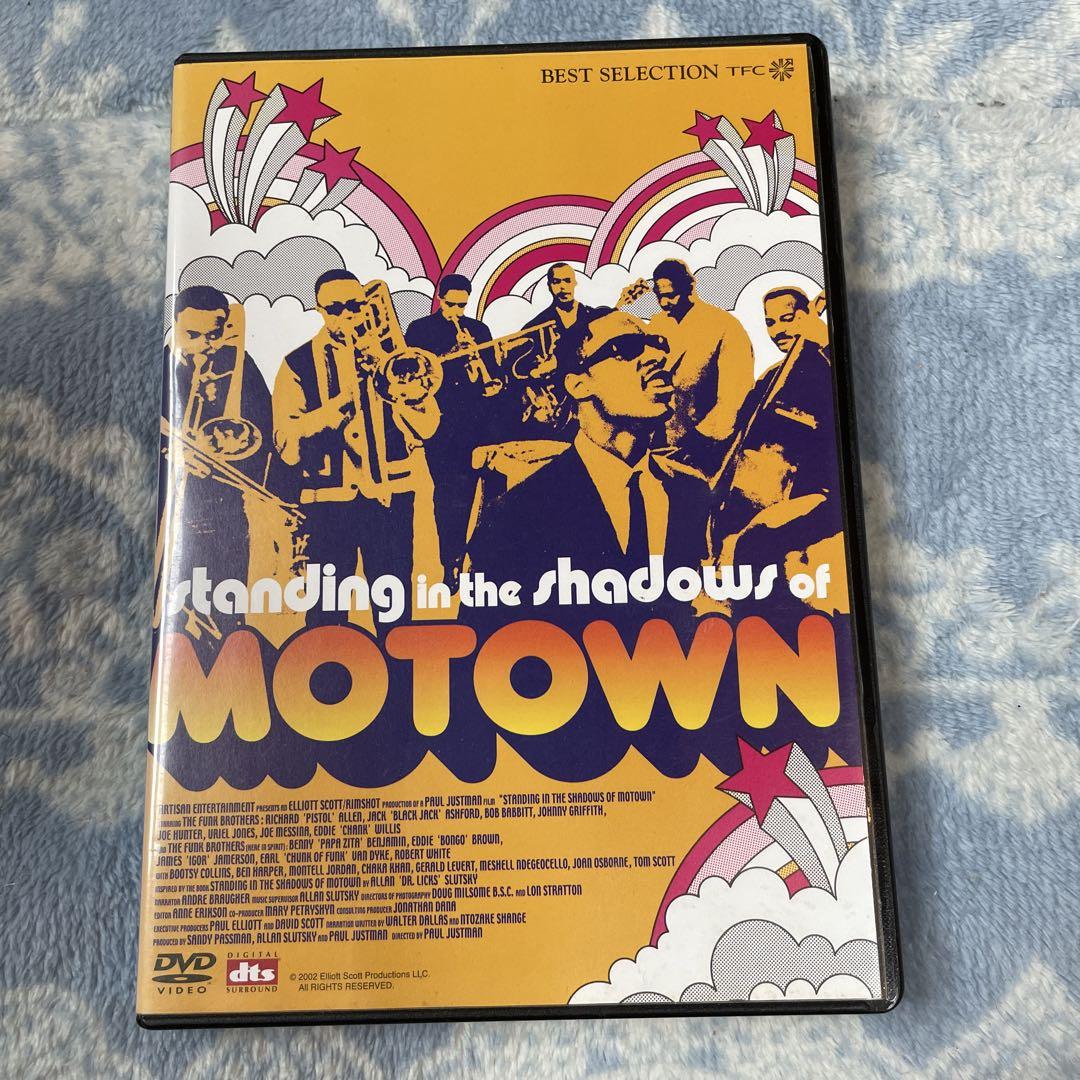 BEST SELECTION TFC
standing in the shadows of
MOTOWN
ARTISAN ENTERTAINMENT PRESENTS AN ELLIOTT SCOTT/RIMSHOT PRODUCTION OF A PAUL JUSTMAN FILM "STANDING IN THE SHADOWS OF MOTOWN"
STARRING THE FUNK BROTHERS: RICHARD 'PISTOL' ALLEN, JACK 'BLACK JACK' ASHFORD, BOB BABBITT, JOHNNY GRIFFITH,
JOE HUNTER, URIEL JONES, JOE MESSINA, EDDIE 'CHANK' WILLIS
AND THE FUNK BROTHERS (HERE IN SPIRIT): BENNY 'PAPA ZITA' BENJAMIN, EDDIE 'BONGO' BROWN,
JAMES 'IGOR' JAMERSON, EARL 'CHUNK OF FUNK' VAN DYKE, ROBERT WHITE
WITH BOOTSY COLLINS, BEN HARPER, MONTELL JORDAN, CHAKA KHAN, GERALD LEVERT, MESHELL NDEGEOCELLO, JOAN OSBORNE, TOM SCOTT
INSPIRED BY THE BOOK STANDING IN THE SHADOWS OF MOTOWN BY ALLAN 'DR. LICKS' SLUTSKY
NARRATOR ANDRE BRAUGHER MUSIC SUPERVISOR ALLAN SLUTSKY DIRECTORS OF PHOTOGRAPHY DOUG MILSOME B.S.C. AND LON STRATTON
EDITOR ANNE ERIKSON CO-PRODUCER MARY PETRYSHYN CONSULTING PRODUCER JONATHAN DANA
EXECUTIVE PRODUCERS PAUL ELLIOTT AND DAVID SCOTT NARRATION WRITTEN BY WALTER DALLAS AND NTOZAKE SHANGE
PRODUCED BY SANDY PASSMAN, ALLAN SLUTSKY AND PAUL JUSTMAN DIRECTED BY PAUL JUSTMAN
DVD VIDEO
DIGITAL dts SURROUND
© 2002 Elliott Scott Productions LLC.
All RIGHTS RESERVED.